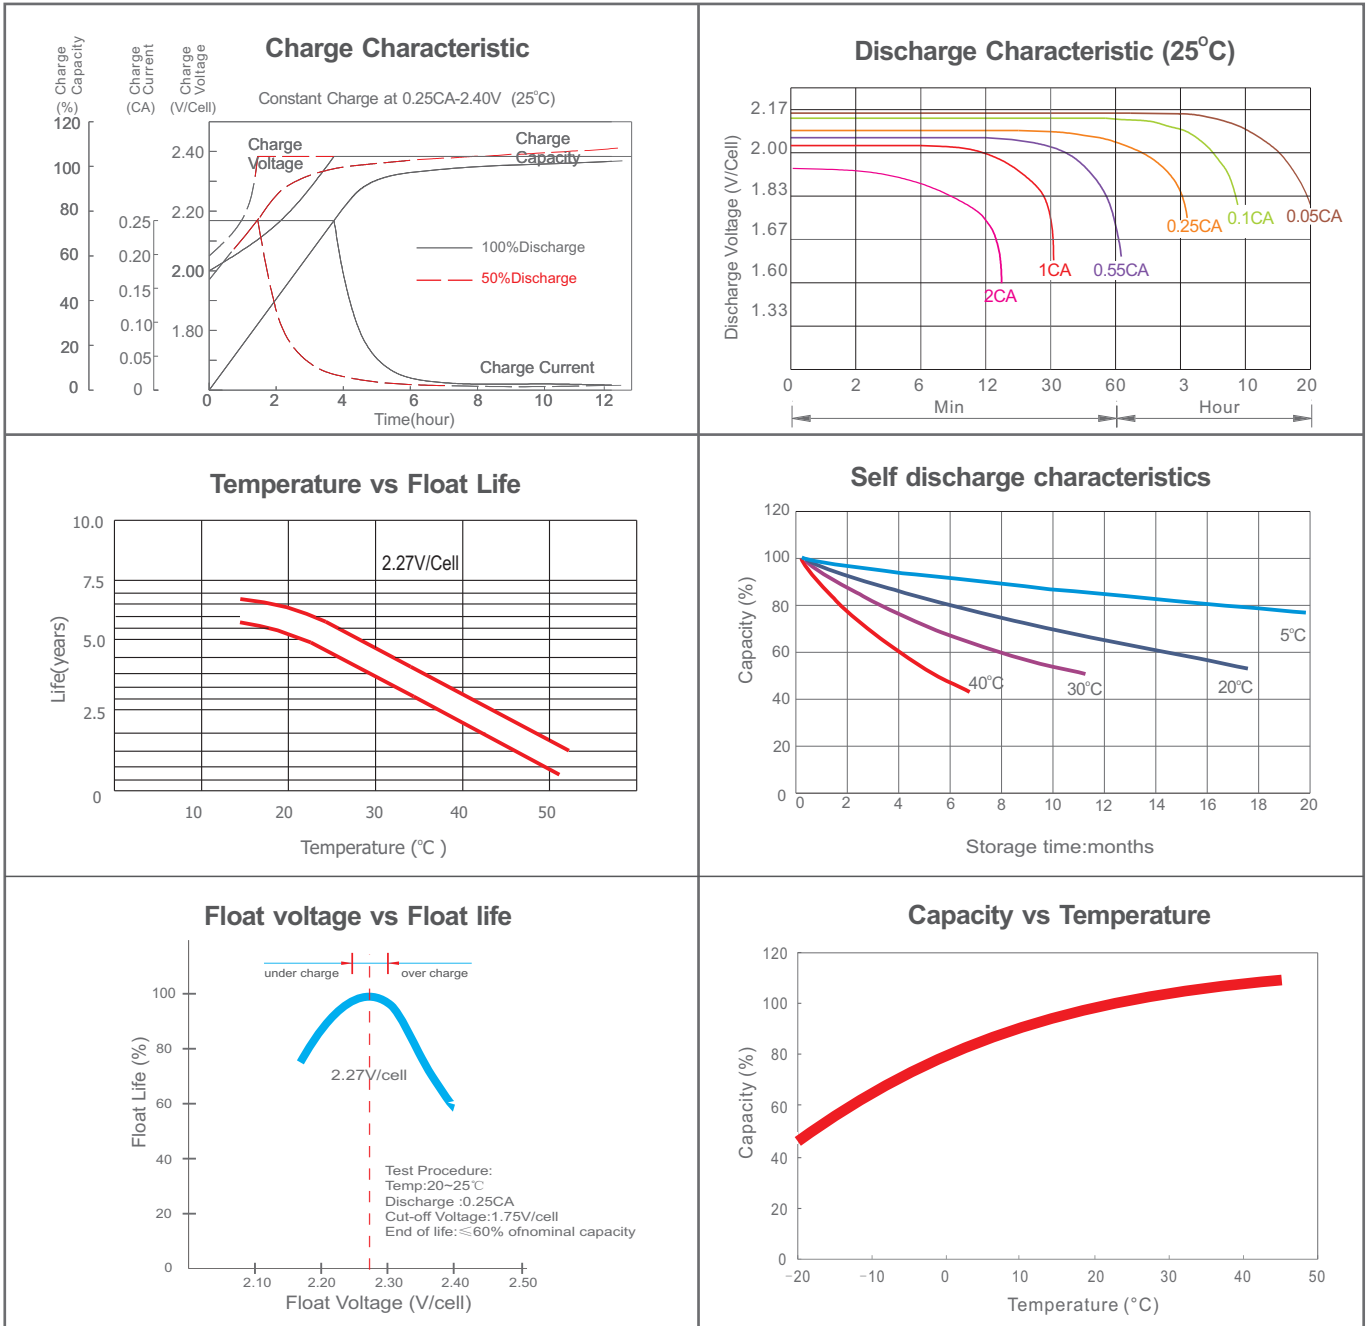 Charge Characteristic
Charge Capacity
Charge Current
Charge Voltage
(%)
(CA)
(V/Cell)
Constant Charge at 0.25CA-2.40V (25°C)
120
100
80
60
40
20
0
0.25
0.20
0.15
0.10
0.05
0
2.40
2.20
2.00
1.80
Charge
Voltage
Charge
Capacity
100%Discharge
50%Discharge
Charge Current
0 2 4 6 8 10 12
Time(hour)
Discharge Characteristic (25°C)
Discharge Voltage (V/Cell)
2.17
2.00
1.83
1.67
1.60
1.33
2CA
1CA
0.55CA
0.25CA
0.1CA
0.05CA
0 2 6 12 30 60 3 10 20
Min
Hour
Temperature vs Float Life
Life(years)
10.0
7.5
5.0
2.5
0
2.27V/Cell
10 20 30 40 50
Temperature (℃ )
Self discharge characteristics
Capacity (%)
120
100
80
60
40
20
0
5°C
20°C
30°C
40°C
0 2 4 6 8 10 12 14 16 18 20
Storage time:months
Float voltage vs Float life
under charge
over charge
Float Life (%)
100
80
60
40
20
0
2.27V/cell
Test Procedure:
Temp:20~25℃
Discharge :0.25CA
Cut-off Voltage:1.75V/cell
End of life:≤60% ofnominal capacity
2.10 2.20 2.30 2.40 2.50
Float Voltage (V/cell)
Capacity vs Temperature
Capacity (%)
120
100
80
60
40
20
0
−20 −10 0 10 20 30 40 50
Temperature (°C)